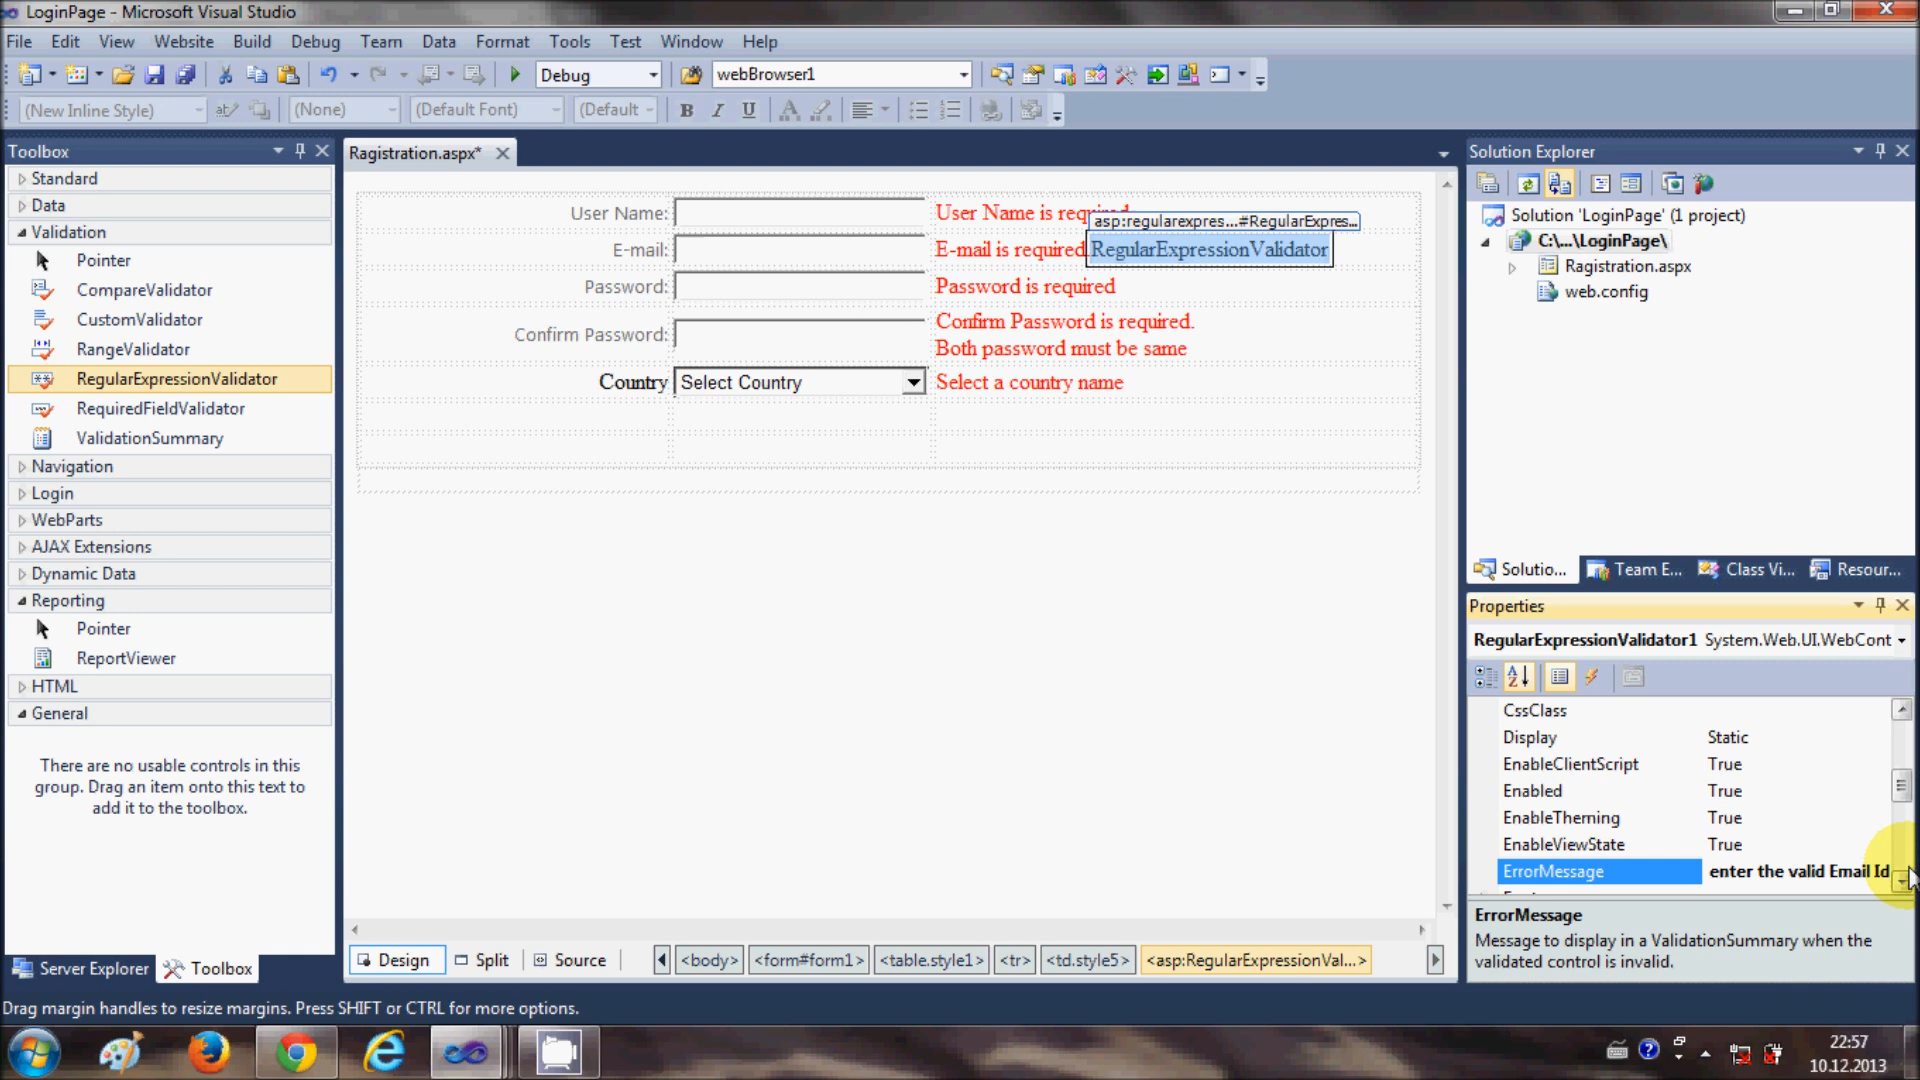 LoginPage - Microsoft Visual Studio
File Edit View Website Build Debug Team Data Format Tools Test Window Help
Debug webBrowser1
(New Inline Style) (None) (Default Font) (Default B I U
Toolbox
Standard
Data
Validation
Pointer
CompareValidator
CustomValidator
RangeValidator
RegularExpressionValidator
RequiredFieldValidator
ValidationSummary
Navigation
Login
WebParts
AJAX Extensions
Dynamic Data
Reporting
Pointer
ReportViewer
HTML
General
There are no usable controls in this
group. Drag an item onto this text to
add it to the toolbox.
Server Explorer Toolbox
Ragistration.aspx*
User Name: User Name is required
asp:regularexpres...#RegularExpres...
E-mail: E-mail is required RegularExpressionValidator
Password: Password is required
Confirm Password: Confirm Password is required.
Both password must be same
Country Select Country Select a country name
Design Split Source <body> <form#form1> <table.style1> <tr> <td.style5> <asp:RegularExpressionVal...>
Solution Explorer
Solution 'LoginPage' (1 project)
C:\...\LoginPage\
Ragistration.aspx
web.config
Solutio... Team E... Class Vi... Resour...
Properties
RegularExpressionValidator1 System.Web.UI.WebCont
CssClass
Display Static
EnableClientScript True
Enabled True
EnableTheming True
EnableViewState True
ErrorMessage enter the valid Email Id
ErrorMessage
Message to display in a ValidationSummary when the
validated control is invalid.
Drag margin handles to resize margins. Press SHIFT or CTRL for more options.
22:57
10.12.2013